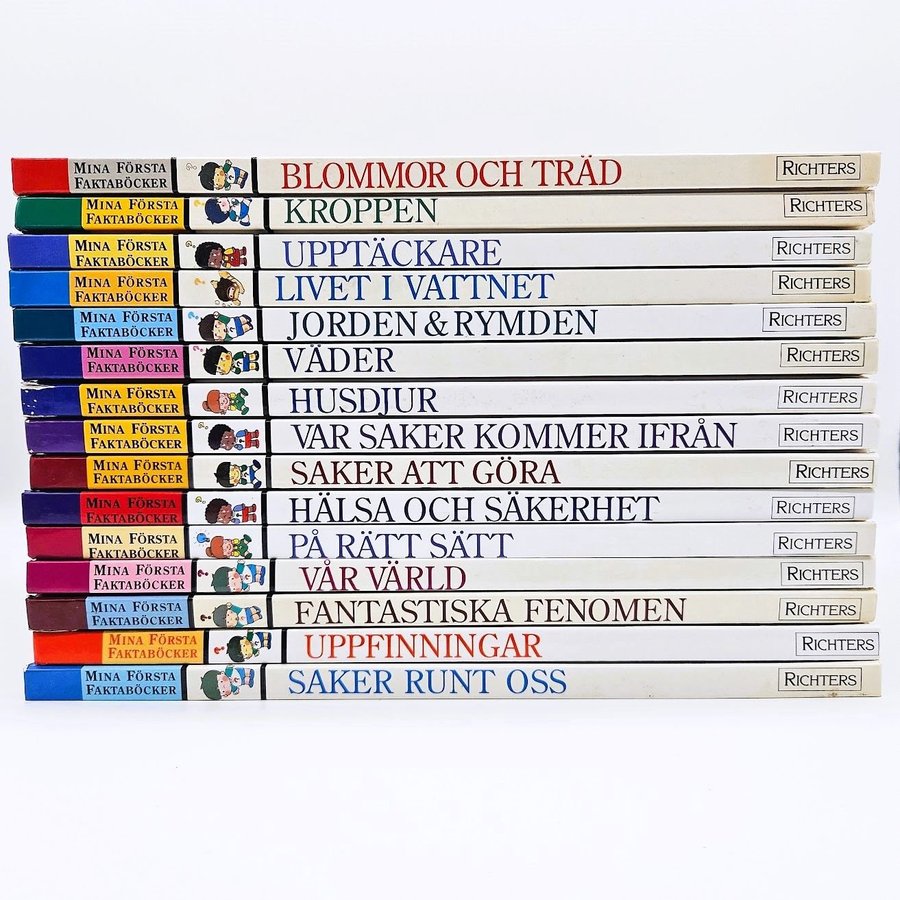 MINA FÖRSTA
FAKTABÖCKER
BLOMMOR OCH TRÄD
RICHTERS
MINA FÖRSTA
FAKTABÖCKER
KROPPEN
RICHTERS
MINA FÖRSTA
FAKTABÖCKER
UPPTÄCKARE
RICHTERS
MINA FÖRSTA
FAKTABÖCKER
LIVET I VATTNET
RICHTERS
MINA FÖRSTA
FAKTABÖCKER
JORDEN & RYMDEN
RICHTERS
MINA FÖRSTA
FAKTABÖCKER
VÄDER
RICHTERS
MINA FÖRSTA
FAKTABÖCKER
HUSDJUR
RICHTERS
MINA FÖRSTA
FAKTABÖCKER
VAR SAKER KOMMER IFRÅN
RICHTERS
MINA FÖRSTA
FAKTABÖCKER
SAKER ATT GÖRA
RICHTERS
MINA FÖRSTA
FAKTABÖCKER
HÄLSA OCH SÄKERHET
RICHTERS
MINA FÖRSTA
FAKTABÖCKER
PÅ RÄTT SÄTT
RICHTERS
MINA FÖRSTA
FAKTABÖCKER
VÅR VÄRLD
RICHTERS
MINA FÖRSTA
FAKTABÖCKER
FANTASTISKA FENOMEN
RICHTERS
MINA FÖRSTA
FAKTABÖCKER
UPPFINNINGAR
RICHTERS
MINA FÖRSTA
FAKTABÖCKER
SAKER RUNT OSS
RICHTERS